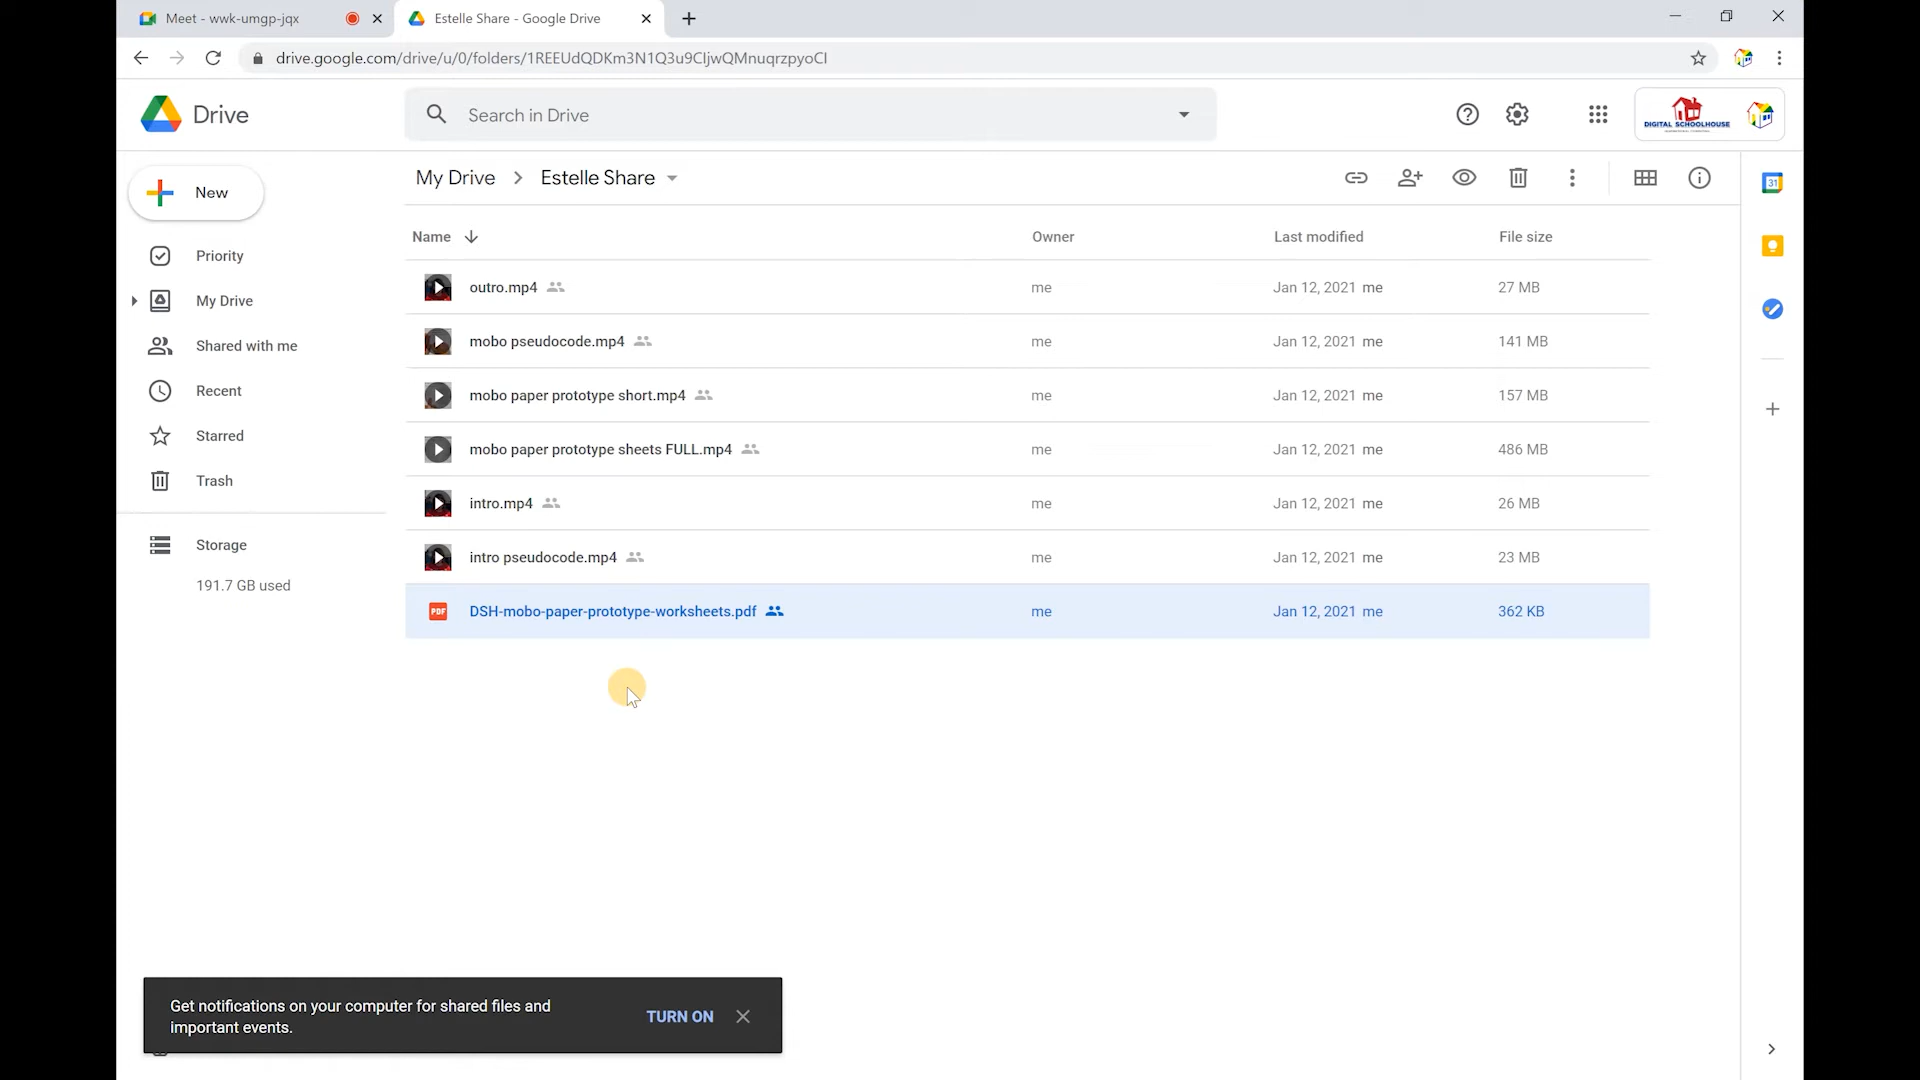 Meet - wwk-umgp-jqx
Estelle Share - Google Drive
drive.google.com/drive/u/0/folders/1REEUdQDKm3N1Q3u9CljwQMnuqrzpyoCl
Drive
Search in Drive
DIGITAL SCHOOLHOUSE
New
My Drive > Estelle Share
31
Priority
My Drive
Shared with me
Recent
Starred
Trash
Storage
191.7 GB used
Name Owner Last modified File size
outro.mp4 me Jan 12, 2021 me 27 MB
mobo pseudocode.mp4 me Jan 12, 2021 me 141 MB
mobo paper prototype short.mp4 me Jan 12, 2021 me 157 MB
mobo paper prototype sheets FULL.mp4 me Jan 12, 2021 me 486 MB
intro.mp4 me Jan 12, 2021 me 26 MB
intro pseudocode.mp4 me Jan 12, 2021 me 23 MB
PDF DSH-mobo-paper-prototype-worksheets.pdf me Jan 12, 2021 me 362 KB
Get notifications on your computer for shared files and
important events.
TURN ON